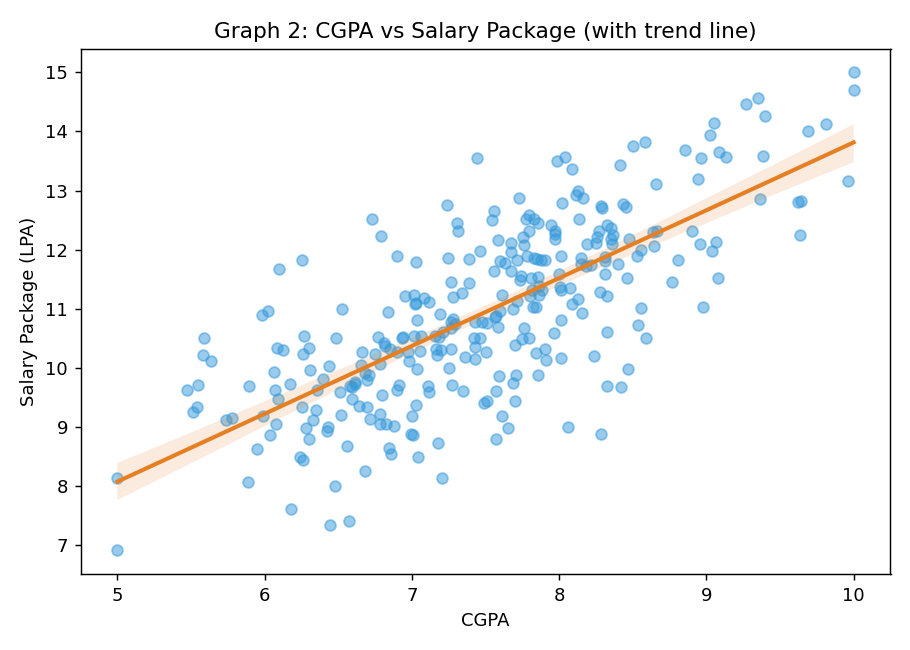 Graph 2: CGPA vs Salary Package (with trend line)
15
14
13
12
11
10
9
8
7
Salary Package (LPA)
5 6 7 8 9 10
CGPA